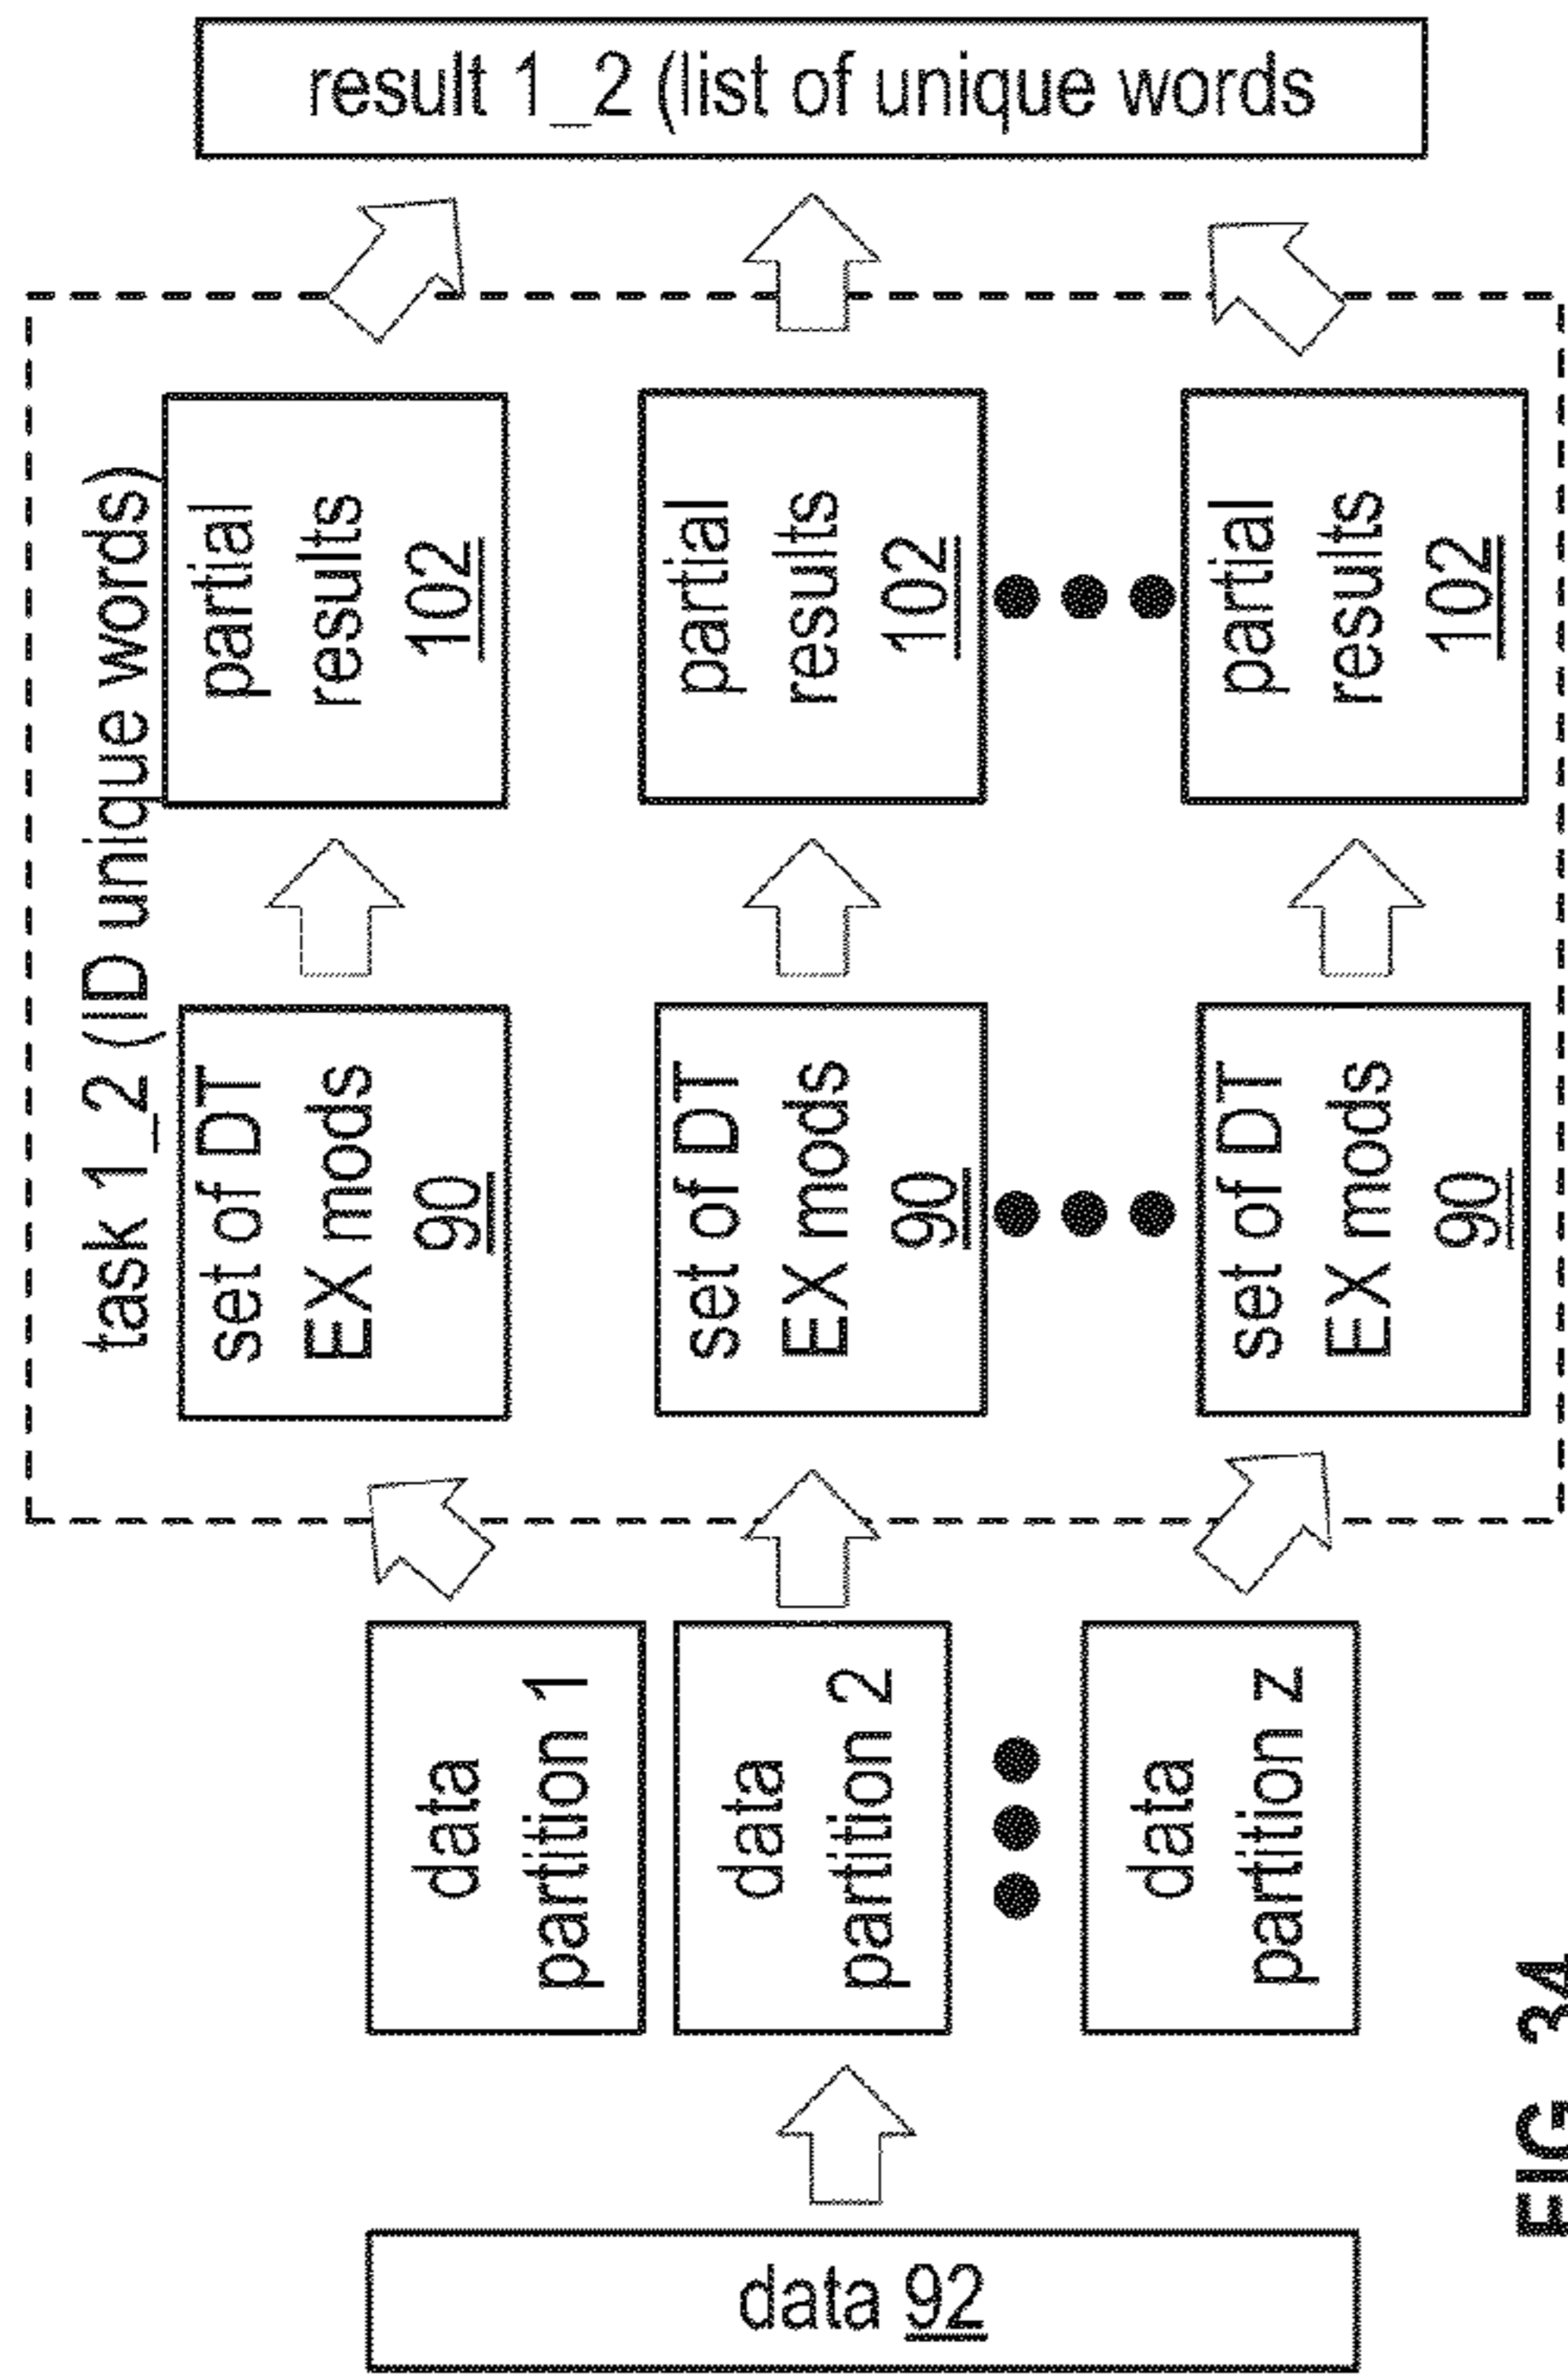 task 1_2 (ID unique words)
data 92
data
partition 1
data
partition 2
data
partition z
set of DT
EX mods
90
set of DT
EX mods
90
set of DT
EX mods
90
partial
results
102
partial
results
102
partial
results
102
result 1_2 (list of unique words
FIG. 34